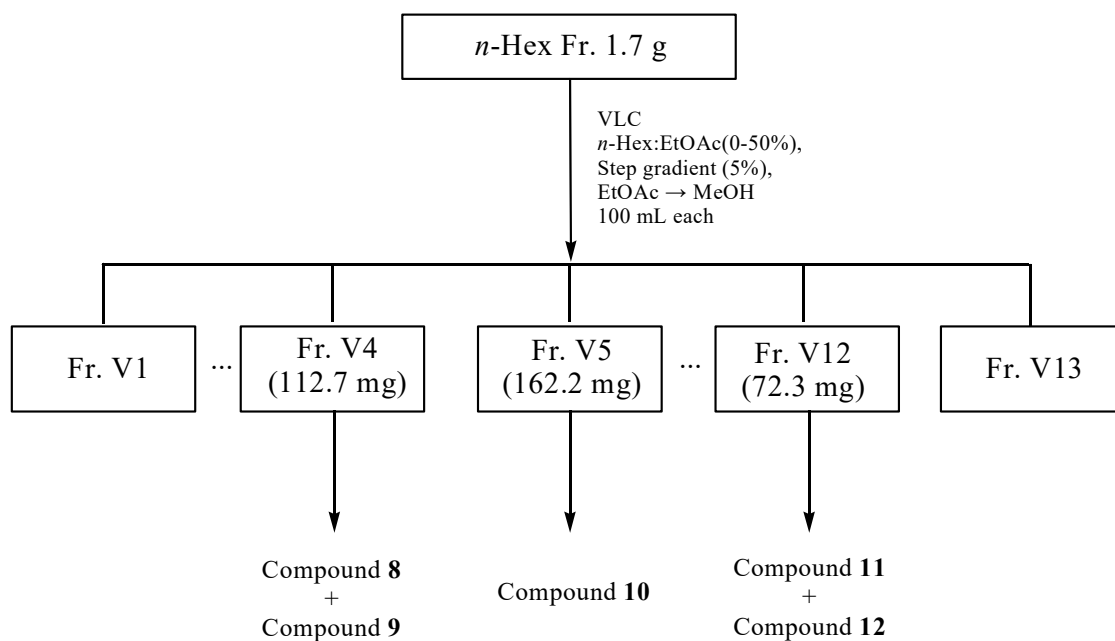 n-Hex Fr. 1.7 g
VLC
n-Hex:EtOAc(0-50%),
Step gradient (5%),
EtOAc → MeOH
100 mL each
Fr. V1
...
Fr. V4
(112.7 mg)
Fr. V5
(162.2 mg)
...
Fr. V12
(72.3 mg)
Fr. V13
Compound 8
+
Compound 9
Compound 10
Compound 11
+
Compound 12